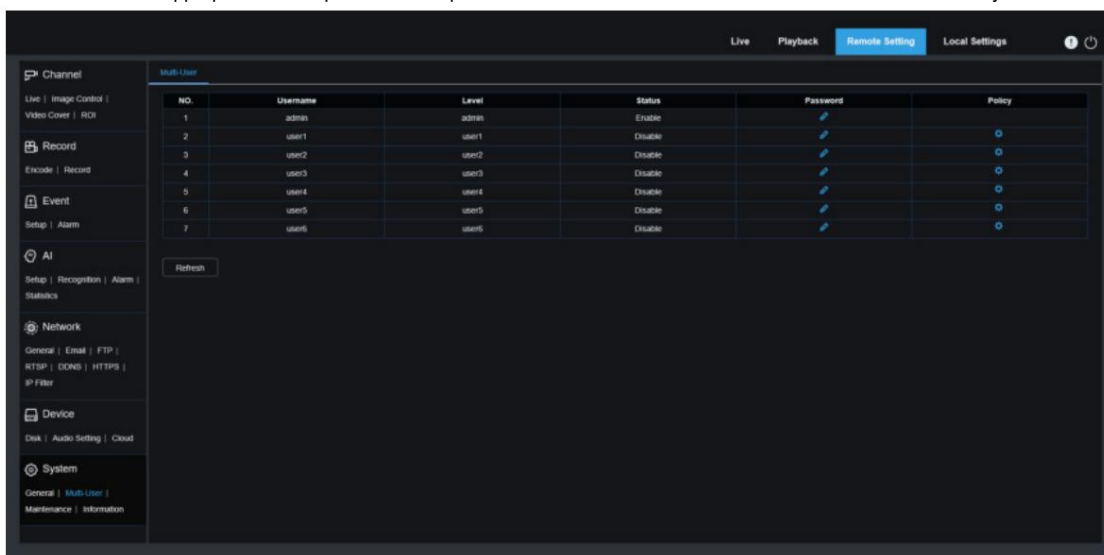 Live Playback Remote Setting Local Settings
Channel
Live | Image Control |
Video Cover | ROI
Record
Encode | Record
Event
Setup | Alarm
AI
Setup | Recognition | Alarm |
Statistics
Network
General | Email | FTP |
RTSP | DDNS | HTTPS |
IP Filter
Device
Disk | Audio Setting | Cloud
System
General | Multi-User |
Maintenance | Information
Multi-User
NO. Username Level Status Password Policy
1 admin admin Enable
2 user1 user1 Disable
3 user2 user2 Disable
4 user3 user3 Disable
5 user4 user4 Disable
6 user5 user5 Disable
7 user6 user6 Disable
Refresh